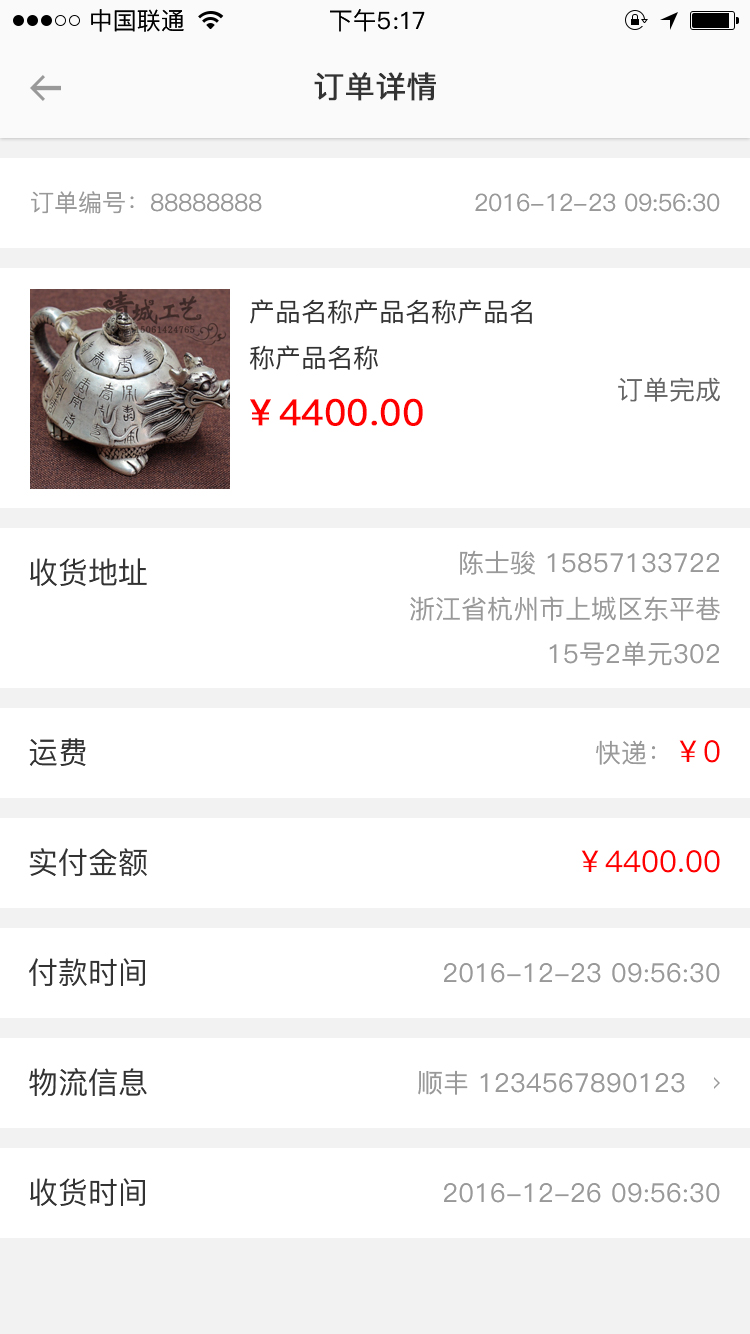 中国联通
下午5:17
订单详情
订单编号：88888888
2016-12-23 09:56:30
晴城工艺
产品名称产品名称产品名
称产品名称
¥4400.00
订单完成
收货地址
陈士骏 15857133722
浙江省杭州市上城区东平巷
15号2单元302
运费
快递： ¥0
实付金额
¥4400.00
付款时间
2016-12-23 09:56:30
物流信息
顺丰 1234567890123 ›
收货时间
2016-12-26 09:56:30